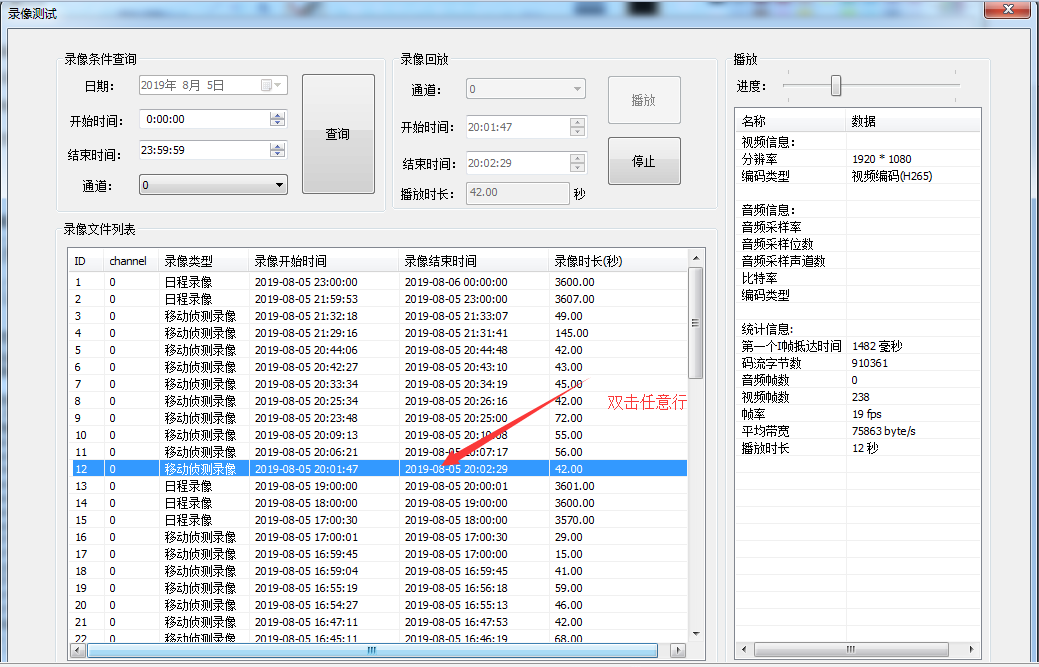 录像测试
录像条件查询
日期：
2019年 8月 5日
开始时间：
0:00:00
结束时间：
23:59:59
通道：
0
查询
录像回放
通道：
0
开始时间：
20:01:47
结束时间：
20:02:29
播放时长：
42.00
秒
播放
停止
播放
进度：
录像文件列表
ID channel 录像类型 录像开始时间 录像结束时间 录像时长(秒)
1 0 日程录像 2019-08-05 23:00:00 2019-08-06 00:00:00 3600.00
2 0 日程录像 2019-08-05 21:59:53 2019-08-05 23:00:00 3607.00
3 0 移动侦测录像 2019-08-05 21:32:18 2019-08-05 21:33:07 49.00
4 0 移动侦测录像 2019-08-05 21:29:16 2019-08-05 21:31:41 145.00
5 0 移动侦测录像 2019-08-05 20:44:06 2019-08-05 20:44:48 42.00
6 0 移动侦测录像 2019-08-05 20:42:27 2019-08-05 20:43:10 43.00
7 0 移动侦测录像 2019-08-05 20:33:34 2019-08-05 20:34:19 45.00
8 0 移动侦测录像 2019-08-05 20:25:34 2019-08-05 20:26:16 42.00
9 0 移动侦测录像 2019-08-05 20:23:48 2019-08-05 20:25:00 72.00
10 0 移动侦测录像 2019-08-05 20:09:13 2019-08-05 20:10:08 55.00
11 0 移动侦测录像 2019-08-05 20:06:21 2019-08-05 20:07:17 56.00
12 0 移动侦测录像 2019-08-05 20:01:47 2019-08-05 20:02:29 42.00
13 0 日程录像 2019-08-05 19:00:00 2019-08-05 20:00:01 3601.00
14 0 日程录像 2019-08-05 18:00:00 2019-08-05 19:00:00 3600.00
15 0 日程录像 2019-08-05 17:00:30 2019-08-05 18:00:00 3570.00
16 0 移动侦测录像 2019-08-05 17:00:01 2019-08-05 17:00:30 29.00
17 0 移动侦测录像 2019-08-05 16:59:45 2019-08-05 17:00:00 15.00
18 0 移动侦测录像 2019-08-05 16:59:04 2019-08-05 16:59:45 41.00
19 0 移动侦测录像 2019-08-05 16:55:19 2019-08-05 16:56:18 59.00
20 0 移动侦测录像 2019-08-05 16:54:27 2019-08-05 16:55:13 46.00
21 0 移动侦测录像 2019-08-05 16:47:11 2019-08-05 16:47:53 42.00
22 0 移动侦测录像 2019-08-05 16:45:11 2019-08-05 16:46:19 68.00
双击任意行
名称 数据
视频信息：
分辨率 1920 * 1080
编码类型 视频编码(H265)
音频信息：
音频采样率
音频采样位数
音频采样声道数
比特率
编码类型
统计信息：
第一个I帧抵达时间 1482 毫秒
码流字节数 910361
音频帧数 0
视频帧数 238
帧率 19 fps
平均带宽 75863 byte/s
播放时长 12 秒